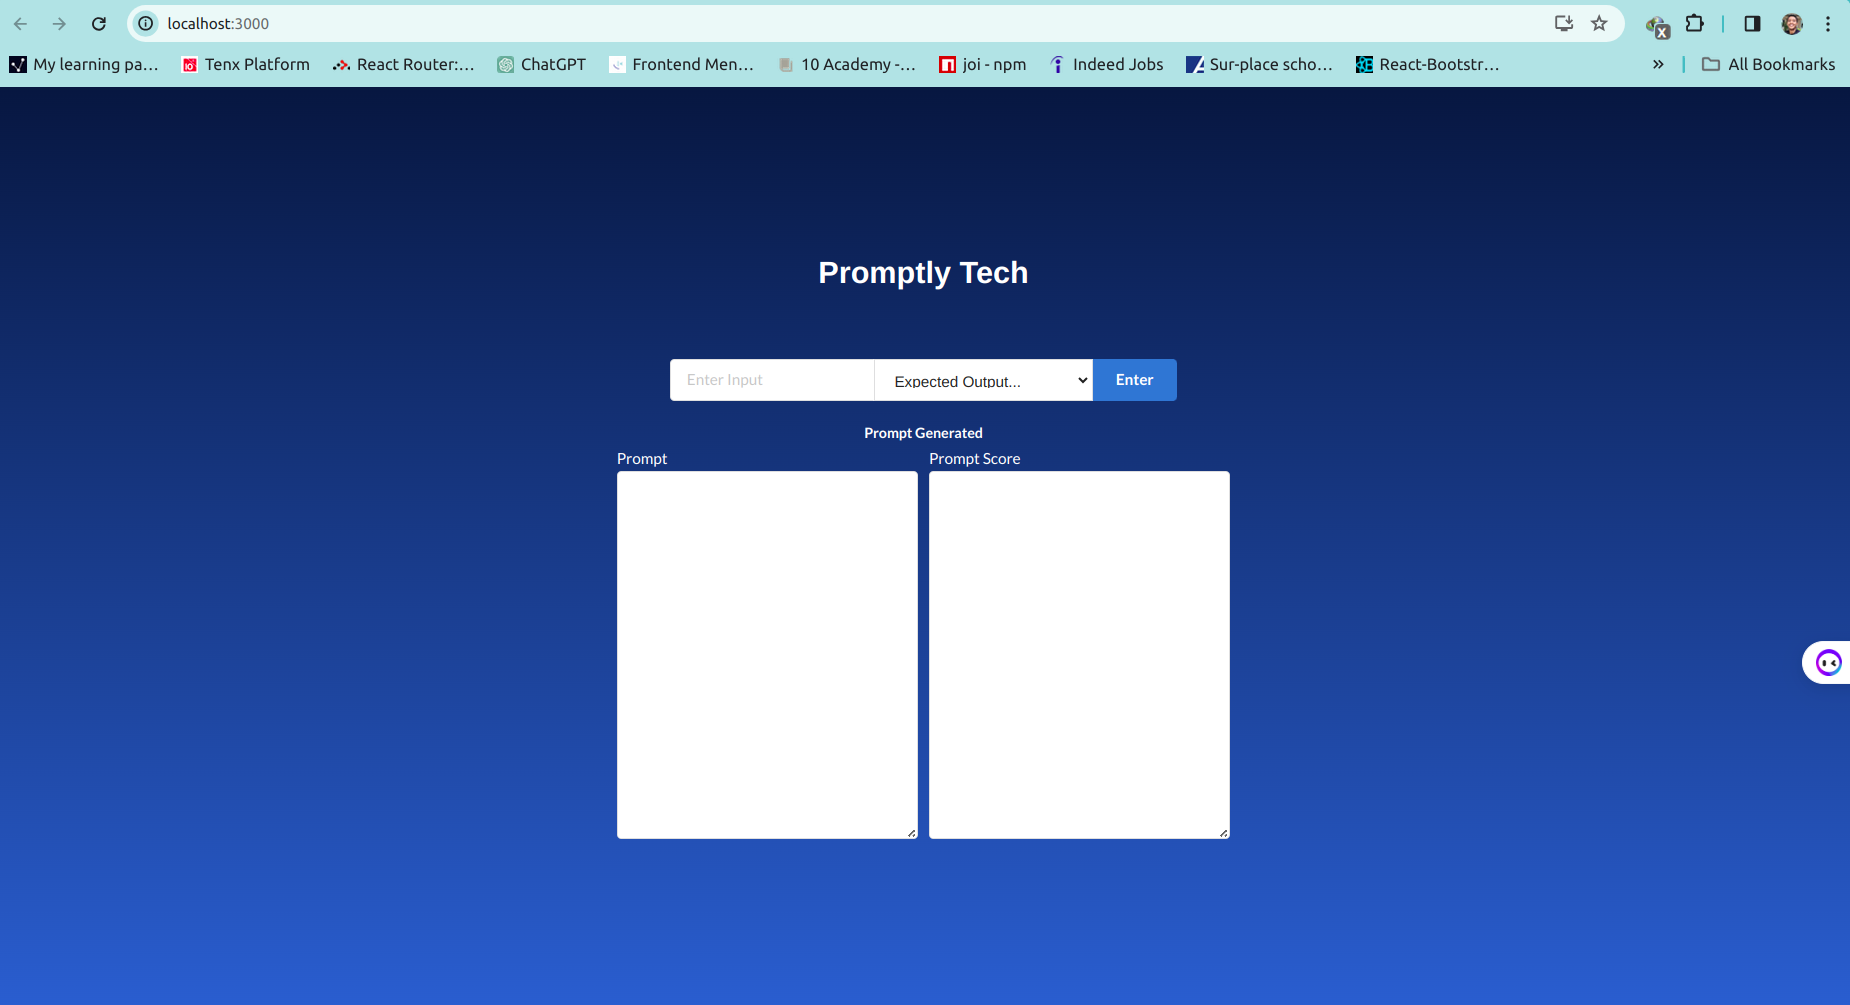 localhost:3000
My learning pa... Tenx Platform React Router:... ChatGPT Frontend Men... 10 Academy -... joi - npm Indeed Jobs Sur-place scho... React-Bootstr... » All Bookmarks
Promptly Tech
Enter Input Expected Output... Enter
Prompt Generated
Prompt Prompt Score